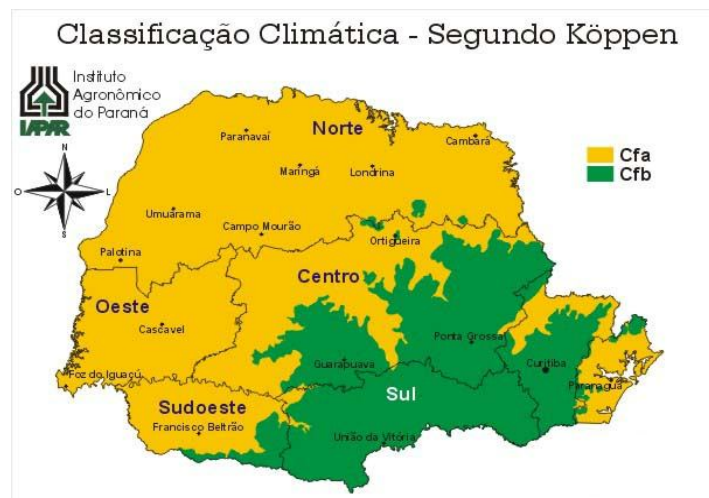 Classificação Climática - Segundo Köppen
Instituto
Agronômico
do Paraná
IAPAR
N
O
L
S
Cfa
Cfb
Norte
Paranavaí
Cambará
Maringá
Londrina
Umuarama
Campo Mourão
Ortigueira
Palotina
Centro
Oeste
Cascavel
Ponta Grossa
Guarapuava
Curitiba
Foz do Iguaçú
Paranaguá
Sul
Sudoeste
Francisco Beltrão
União da Vitória